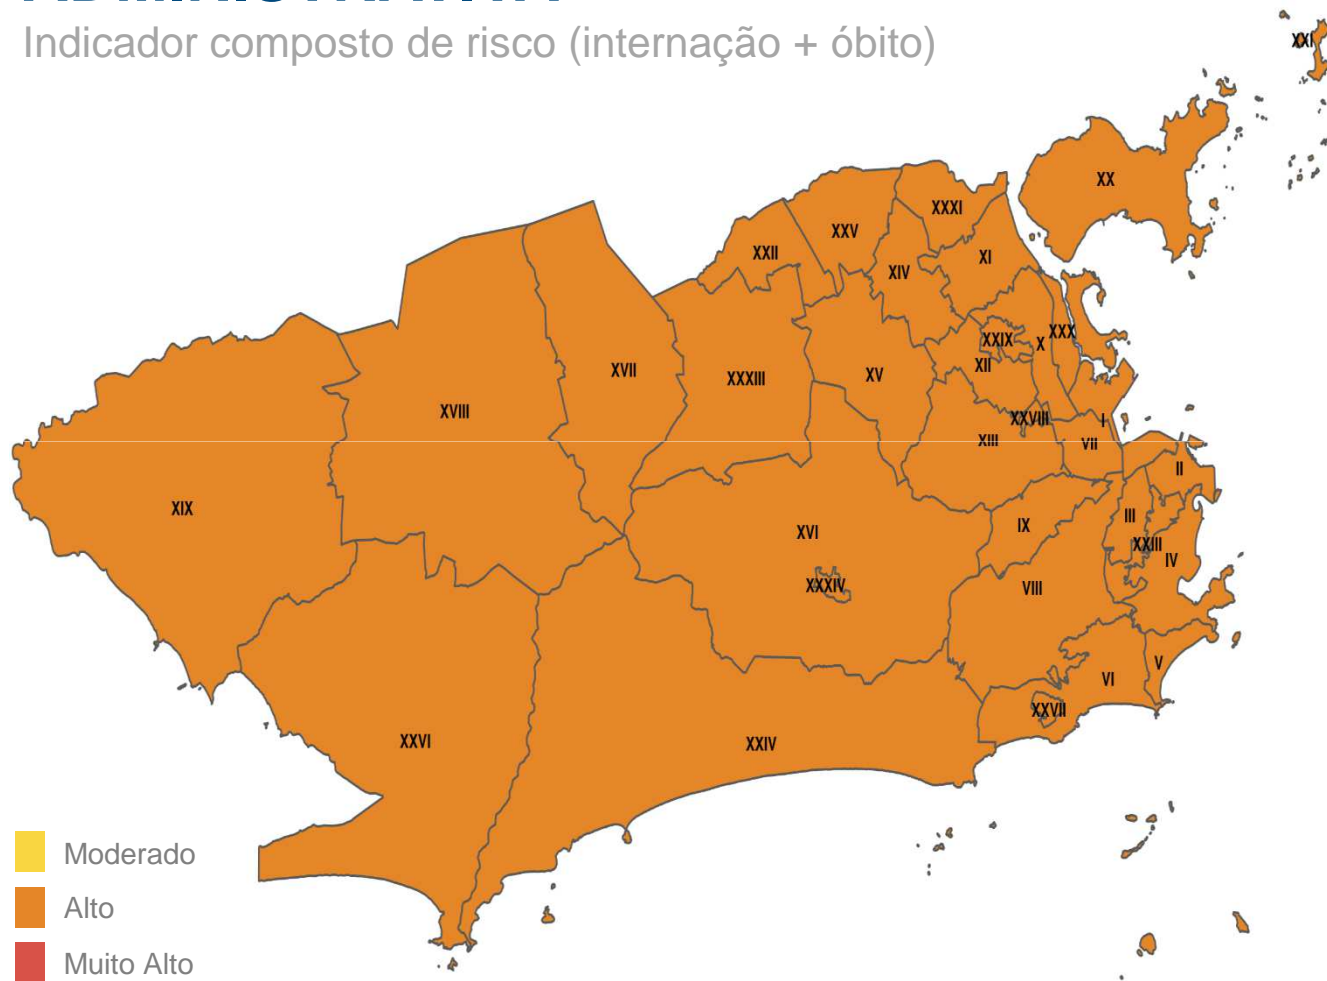 Indicador composto de risco (internação + óbito)
XXI
XX
XXXI
XXV
XXII
XI
XIV
XXX
XXIX
X
XII
XVII
XXXIII
XV
XVIII
XXVIII
I
XIII
VII
II
XIX
III
IX
XVI
XXIII
IV
XXXIV
VIII
V
VI
XXVII
XXVI
XXIV
Moderado
Alto
Muito Alto